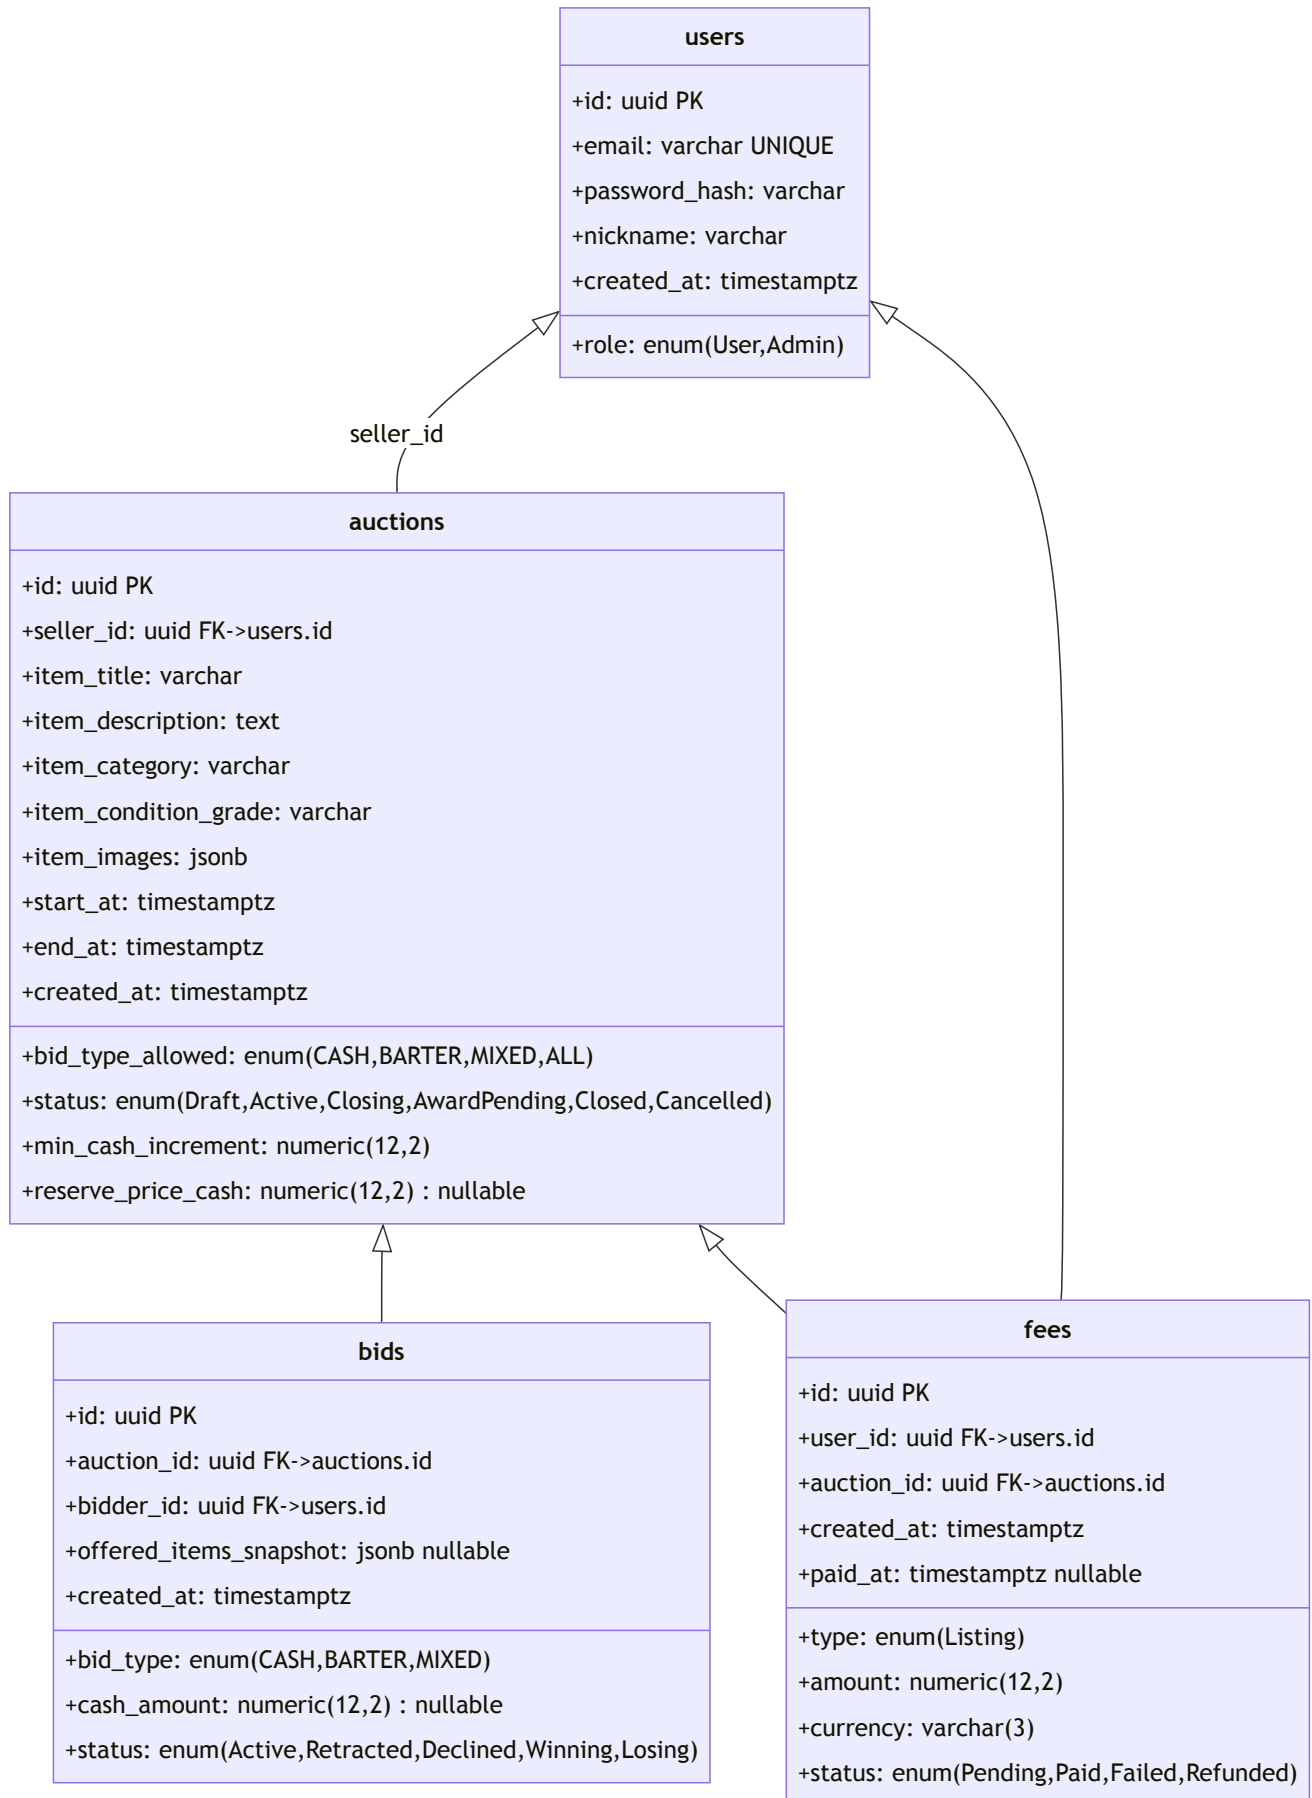 users
+id: uuid PK
+email: varchar UNIQUE
+password_hash: varchar
+nickname: varchar
+created_at: timestamptz
+role: enum(User,Admin)
seller_id
auctions
+id: uuid PK
+seller_id: uuid FK->users.id
+item_title: varchar
+item_description: text
+item_category: varchar
+item_condition_grade: varchar
+item_images: jsonb
+start_at: timestamptz
+end_at: timestamptz
+created_at: timestamptz
+bid_type_allowed: enum(CASH,BARTER,MIXED,ALL)
+status: enum(Draft,Active,Closing,AwardPending,Closed,Cancelled)
+min_cash_increment: numeric(12,2)
+reserve_price_cash: numeric(12,2) : nullable
bids
+id: uuid PK
+auction_id: uuid FK->auctions.id
+bidder_id: uuid FK->users.id
+offered_items_snapshot: jsonb nullable
+created_at: timestamptz
+bid_type: enum(CASH,BARTER,MIXED)
+cash_amount: numeric(12,2) : nullable
+status: enum(Active,Retracted,Declined,Winning,Losing)
fees
+id: uuid PK
+user_id: uuid FK->users.id
+auction_id: uuid FK->auctions.id
+created_at: timestamptz
+paid_at: timestamptz nullable
+type: enum(Listing)
+amount: numeric(12,2)
+currency: varchar(3)
+status: enum(Pending,Paid,Failed,Refunded)